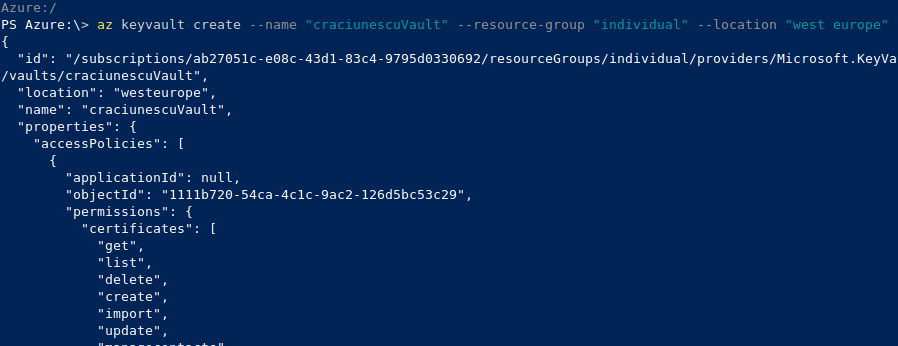 Azure:/
PS Azure:\> az keyvault create --name "craciunescuVault" --resource-group "individual" --location "west europe"
{
  "id": "/subscriptions/ab27051c-e08c-43d1-83c4-9795d0330692/resourceGroups/individual/providers/Microsoft.KeyVa
/vaults/craciunescuVault",
  "location": "westeurope",
  "name": "craciunescuVault",
  "properties": {
    "accessPolicies": [
      {
        "applicationId": null,
        "objectId": "1111b720-54ca-4c1c-9ac2-126d5bc53c29",
        "permissions": {
          "certificates": [
            "get",
            "list",
            "delete",
            "create",
            "import",
            "update",